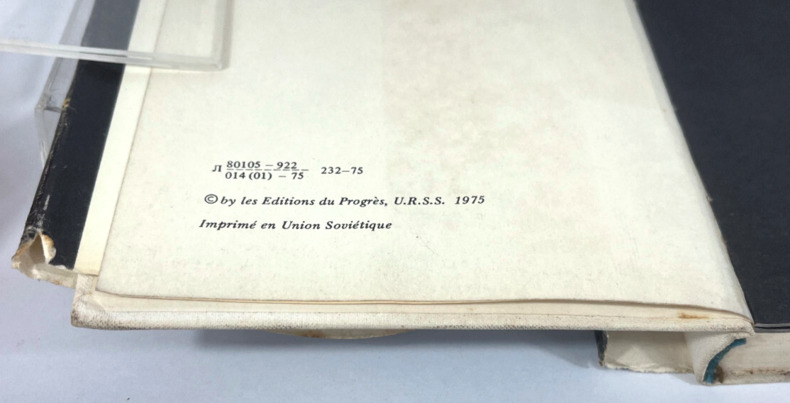 Л 80105 – 922
014 (01) – 75 232–75
© by les Editions du Progrès, U.R.S.S. 1975
Imprimé en Union Soviétique